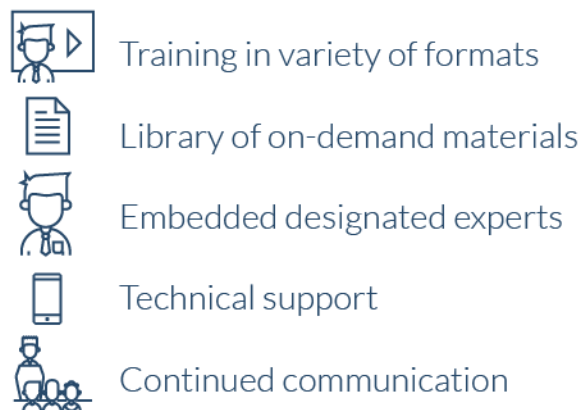 Training in variety of formats
Library of on-demand materials
Embedded designated experts
Technical support
Continued communication